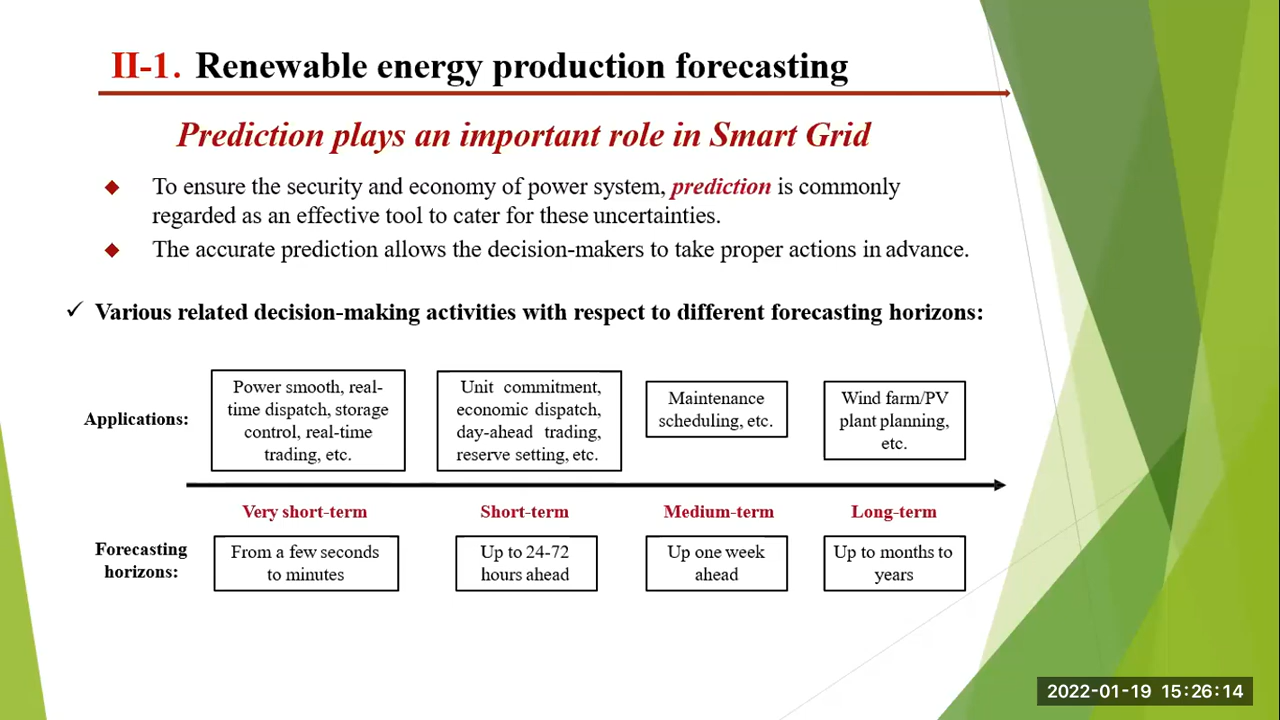 II-1. Renewable energy production forecasting
Prediction plays an important role in Smart Grid
To ensure the security and economy of power system, prediction is commonly
regarded as an effective tool to cater for these uncertainties.
The accurate prediction allows the decision-makers to take proper actions in advance.
✓ Various related decision-making activities with respect to different forecasting horizons:
Applications:
Power smooth, real-
time dispatch, storage
control, real-time
trading, etc.
Unit commitment,
economic dispatch,
day-ahead trading,
reserve setting, etc.
Maintenance
scheduling, etc.
Wind farm/PV
plant planning,
etc.
Very short-term
Short-term
Medium-term
Long-term
Forecasting
horizons:
From a few seconds
to minutes
Up to 24-72
hours ahead
Up one week
ahead
Up to months to
years
2022-01-19 15:26:14